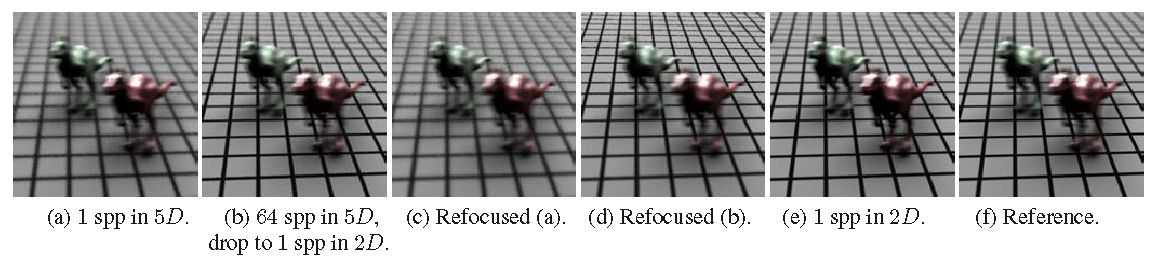 (a) 1 spp in 5D.
(b) 64 spp in 5D,
drop to 1 spp in 2D.
(c) Refocused (a).
(d) Refocused (b).
(e) 1 spp in 2D.
(f) Reference.